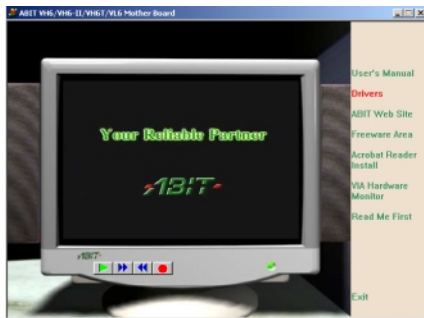 ABIT VH6/VH6-II/VH6T/VL6 Mother Board
User's Manual
Drivers
ABIT Web Site
Freeware Area
Acrobat Reader
Install
VIA Hardware
Monitor
Read Me First
Exit
Your Reliable Partner
ABIT
ABIT